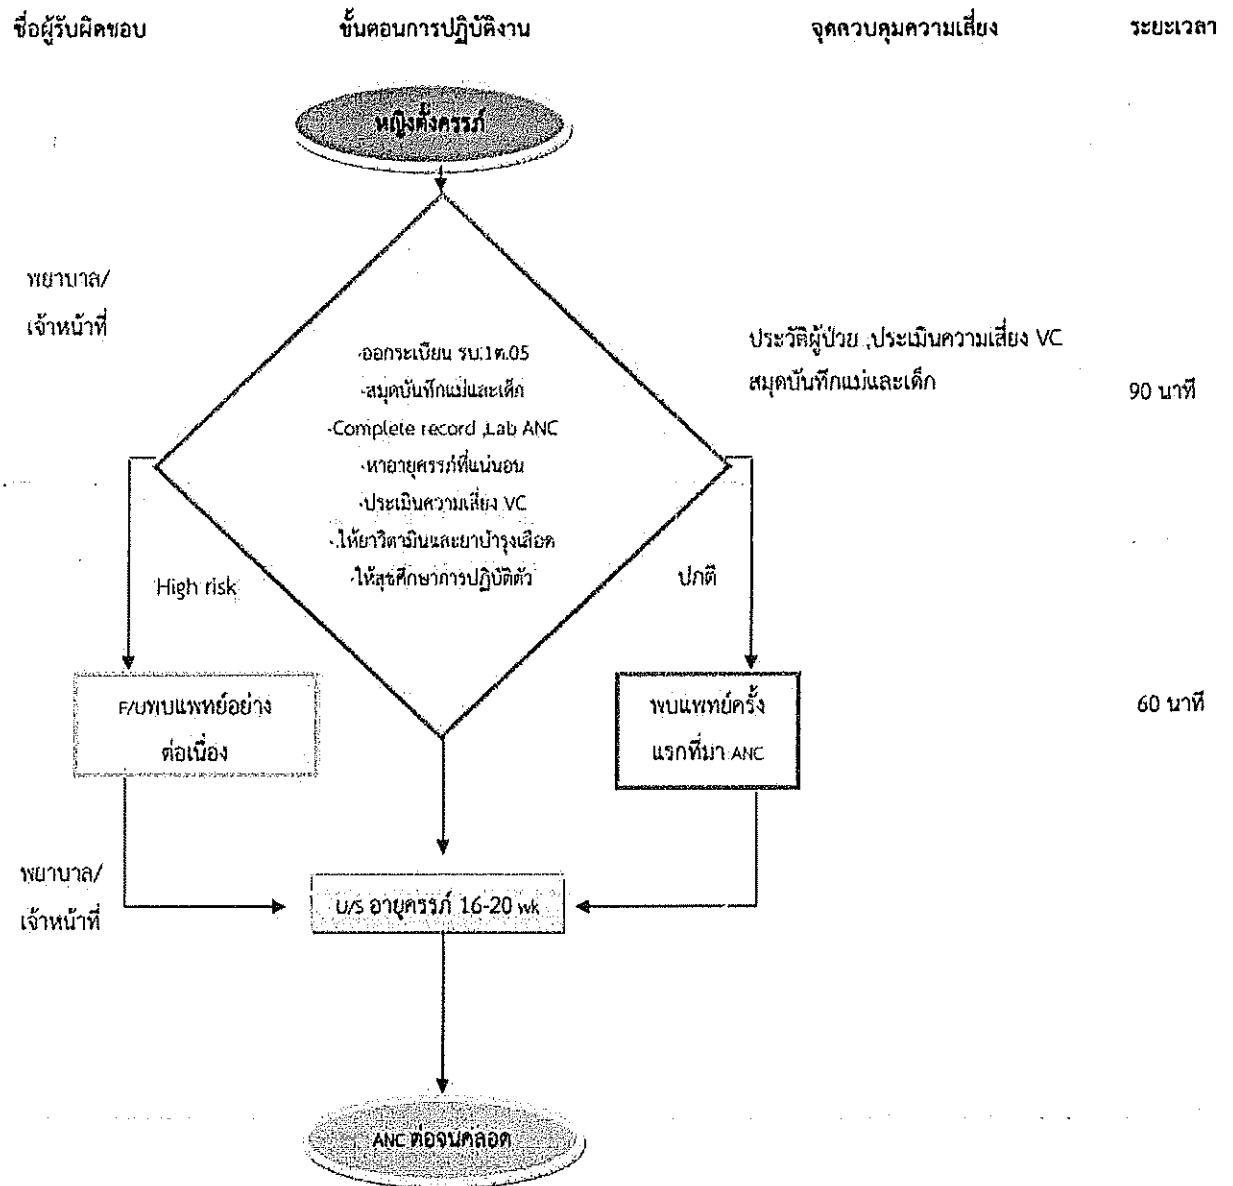 ชื่อผู้รับผิดชอบ ขั้นตอนการปฏิบัติงาน จุดควบคุมความเสี่ยง ระยะเวลา
หญิงตั้งครรภ์
พยาบาล/
เจ้าหน้าที่
-ออกระเบียน รบ.1ต.05
-สมุดบันทึกแม่และเด็ก
-Complete record ,Lab ANC
-หาอายุครรภ์ที่แน่นอน
-ประเมินความเสี่ยง VC
-ให้ยาวิตามินและยาบำรุงเลือด
-ให้สุขศึกษาการปฏิบัติตัว
ประวัติผู้ป่วย ,ประเมินความเสี่ยง VC
สมุดบันทึกแม่และเด็ก
90 นาที
High risk
ปกติ
F/Uพบแพทย์อย่าง
ต่อเนื่อง
พบแพทย์ครั้ง
แรกที่มา ANC
60 นาที
พยาบาล/
เจ้าหน้าที่
U/S อายุครรภ์ 16-20 wk
ANC ต่อจนคลอด